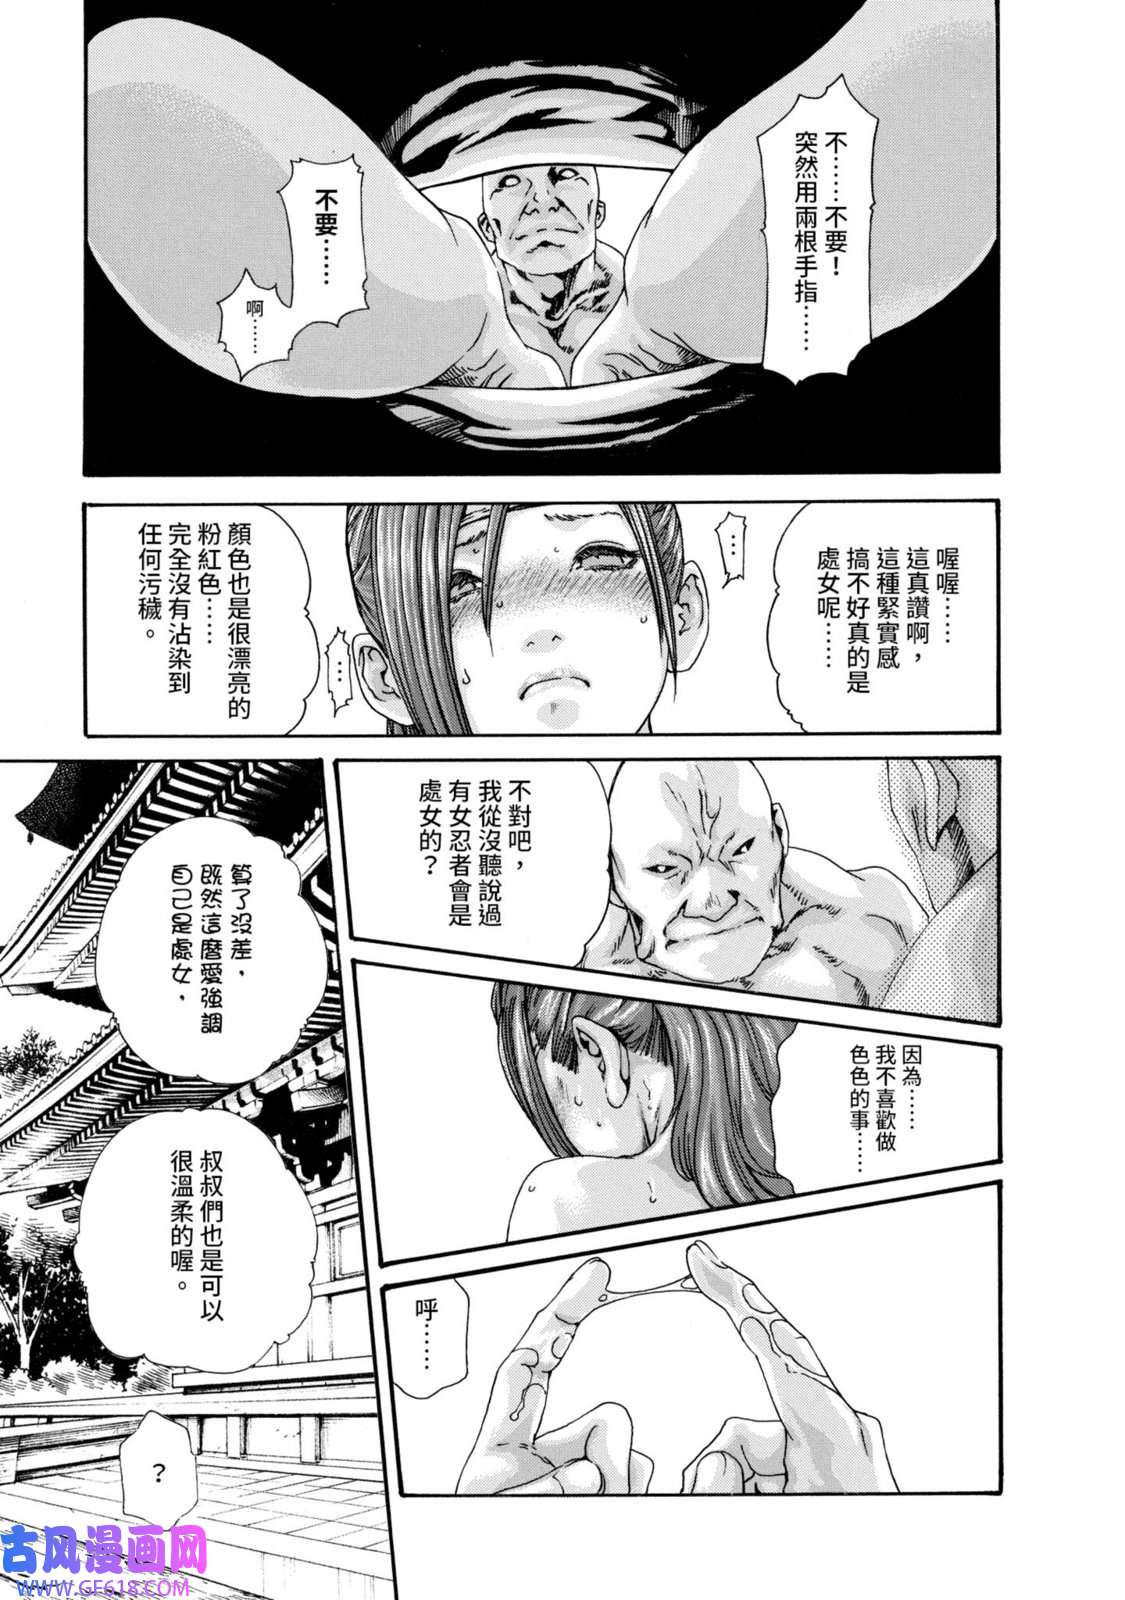 不……不要！
突然用兩根手指……
不要……
啊……
喔喔……
這真讚啊，
這種緊實感
搞不好真的是
處女呢……
…
…
顏色也是很漂亮的
粉紅色……
完全沒有沾染到
任何污穢。
不對吧，
我從沒聽說過
有女忍者會是
處女的？
因為……
我不喜歡做
色色的事……
呼……
算了沒差，
既然這麼愛強調
自己是處女，
叔叔們也是可以
很溫柔的喔。
？
古风漫画网
WWW.GF618.COM